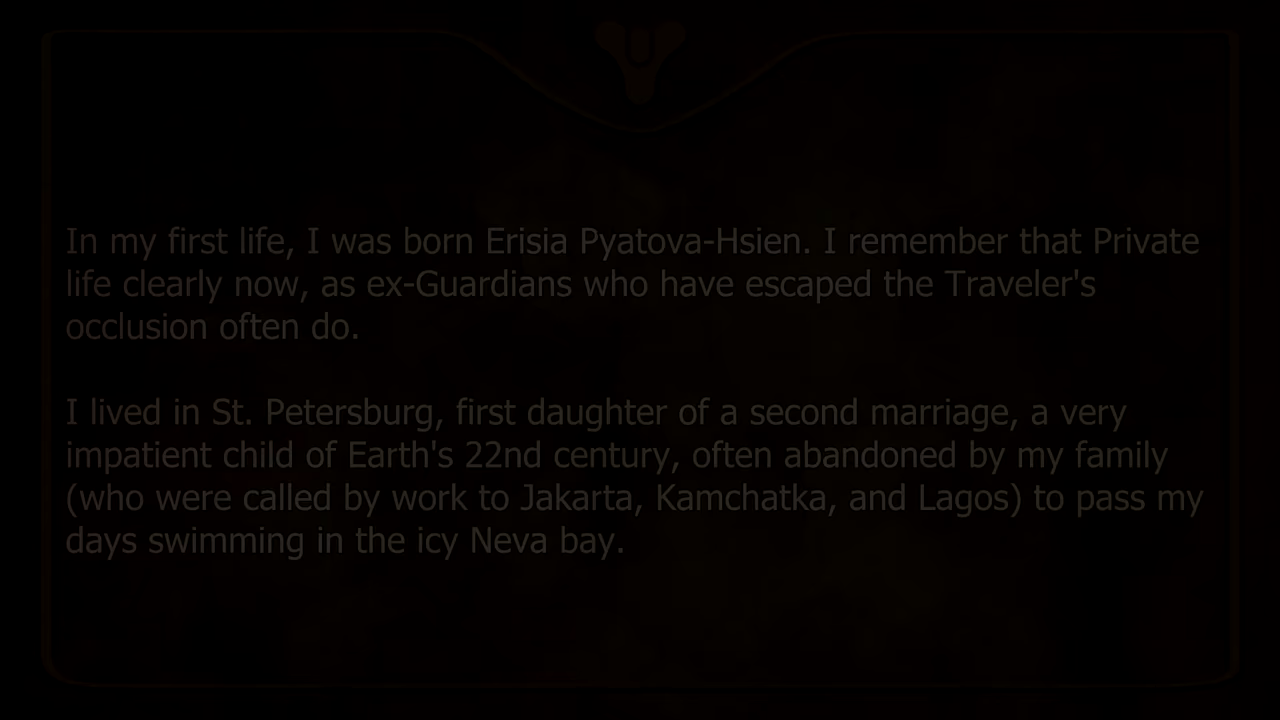 In my first life, I was born Erisia Pyatova-Hsien. I remember that Private
life clearly now, as ex-Guardians who have escaped the Traveler's
occlusion often do.
I lived in St. Petersburg, first daughter of a second marriage, a very
impatient child of Earth's 22nd century, often abandoned by my family
(who were called by work to Jakarta, Kamchatka, and Lagos) to pass my
days swimming in the icy Neva bay.